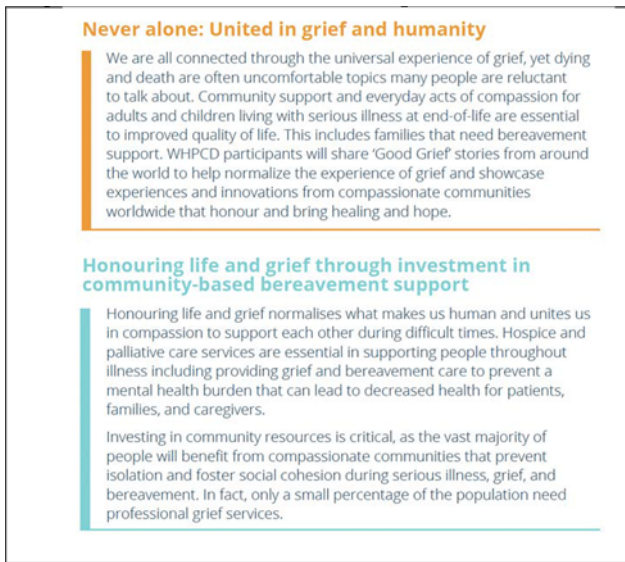 Never alone: United in grief and humanity
We are all connected through the universal experience of grief, yet dying
and death are often uncomfortable topics many people are reluctant
to talk about. Community support and everyday acts of compassion for
adults and children living with serious illness at end-of-life are essential
to improved quality of life. This includes families that need bereavement
support. WHPCD participants will share ‘Good Grief’ stories from around
the world to help normalize the experience of grief and showcase
experiences and innovations from compassionate communities
worldwide that honour and bring healing and hope.
Honouring life and grief through investment in
community-based bereavement support
Honouring life and grief normalises what makes us human and unites us
in compassion to support each other during difficult times. Hospice and
palliative care services are essential in supporting people throughout
illness including providing grief and bereavement care to prevent a
mental health burden that can lead to decreased health for patients,
families, and caregivers.
Investing in community resources is critical, as the vast majority of
people will benefit from compassionate communities that prevent
isolation and foster social cohesion during serious illness, grief, and
bereavement. In fact, only a small percentage of the population need
professional grief services.